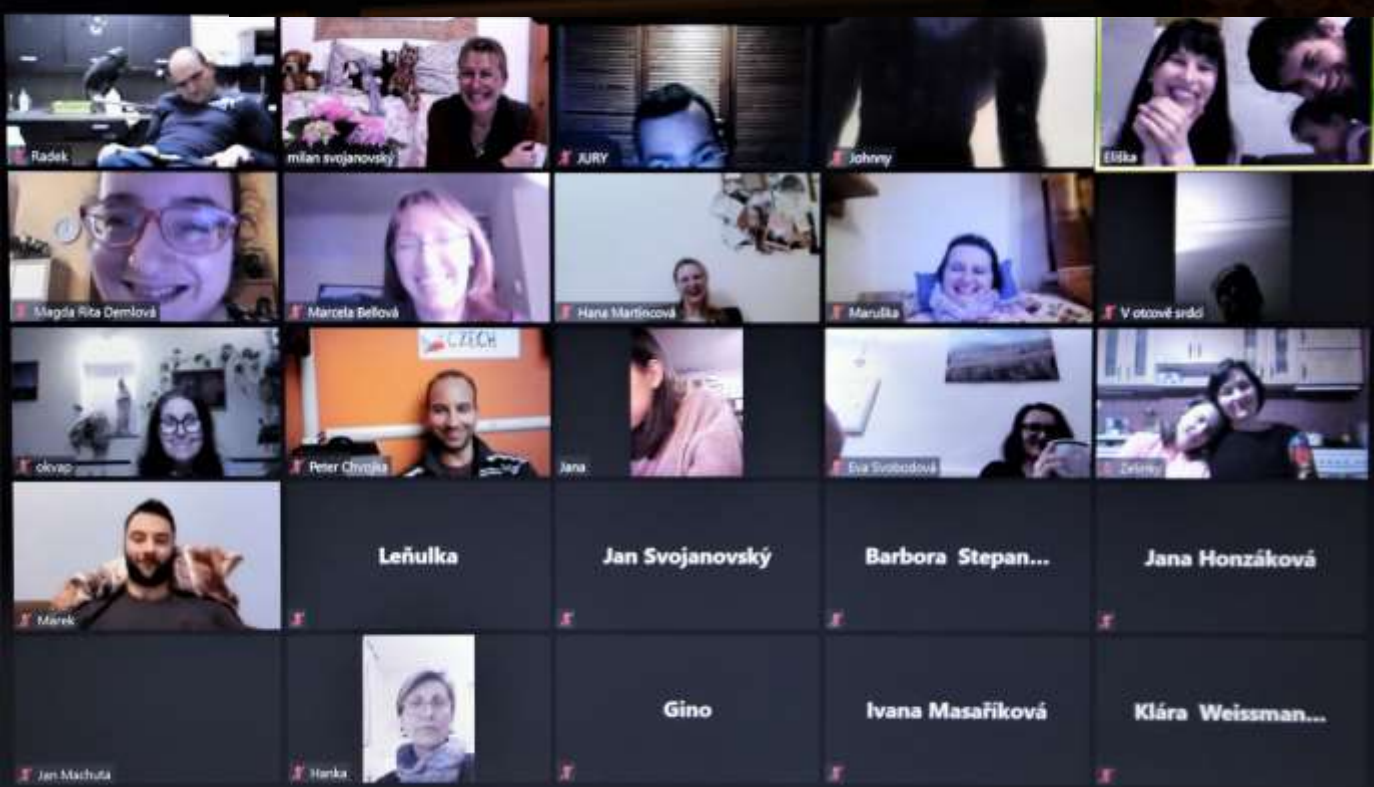 Radek
milan svojanovský
JURY
Johnny
Eliška
Magda Rita Demlová
Marcela Bellová
Hana Martincová
Maruška
V otcově srdci
okvap
CZECH
Peter Chvojka
Jana
Eva Svobodová
Zelenky
Marek
Leňulka
Jan Svojanovský
Barbora Stepan...
Jana Honzáková
Jan Machuta
Hanka
Gino
Ivana Masaříková
Klára Weissman...